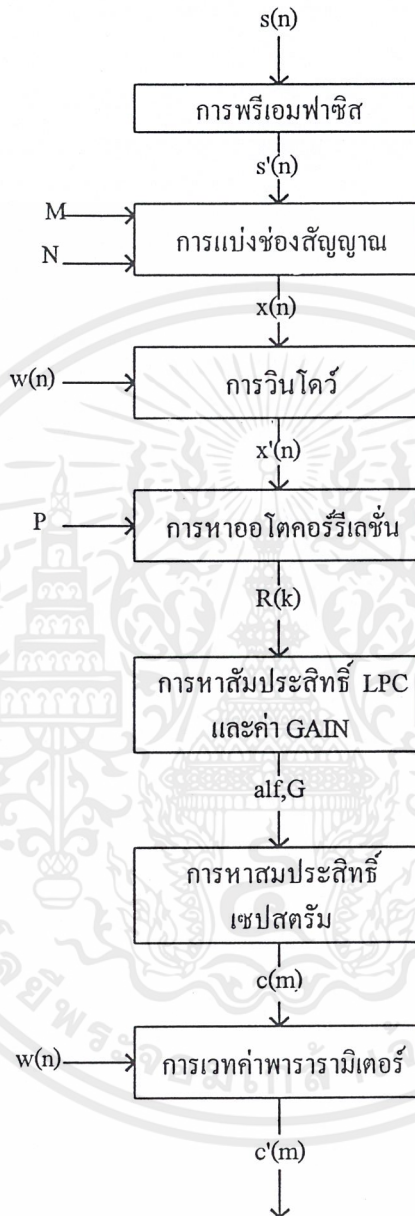 s(n)
การพรีเอมฟาซิส
s'(n)
M
N
การแบ่งช่องสัญญาณ
x(n)
w(n)
การวินโดว์
x'(n)
P
การหาออโตคอร์รีเลชั่น
R(k)
การหาสัมประสิทธิ์ LPC
และค่า GAIN
alf,G
การหาสมประสิทธิ์
เซปสตรัม
c(m)
w(n)
การเวทค่าพารารามิเตอร์
c'(m)